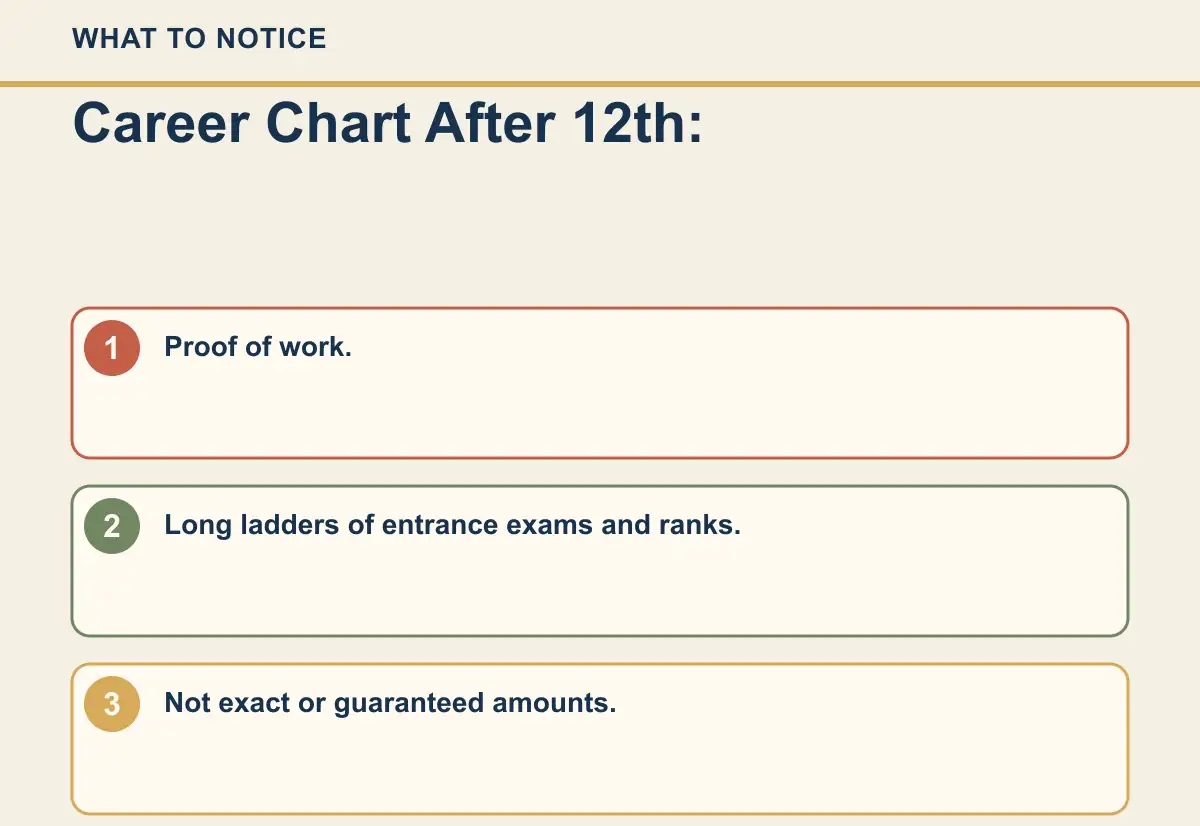 WHAT TO NOTICE
Career Chart After 12th:
1 Proof of work.
2 Long ladders of entrance exams and ranks.
3 Not exact or guaranteed amounts.